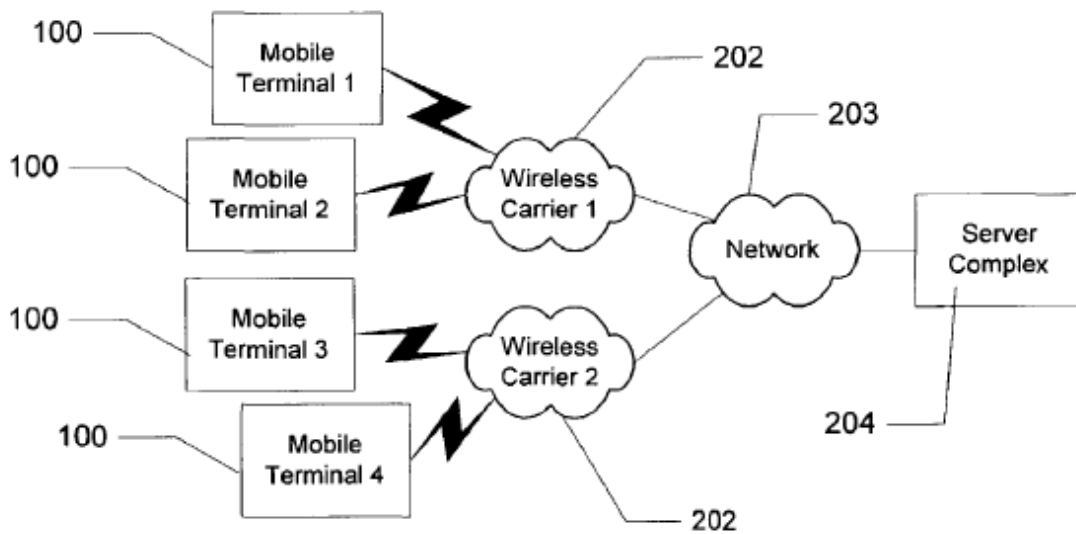 100
Mobile
Terminal 1
202
203
100
Mobile
Terminal 2
Wireless
Carrier 1
Network
Server
Complex
100
Mobile
Terminal 3
Wireless
Carrier 2
204
100
Mobile
Terminal 4
202